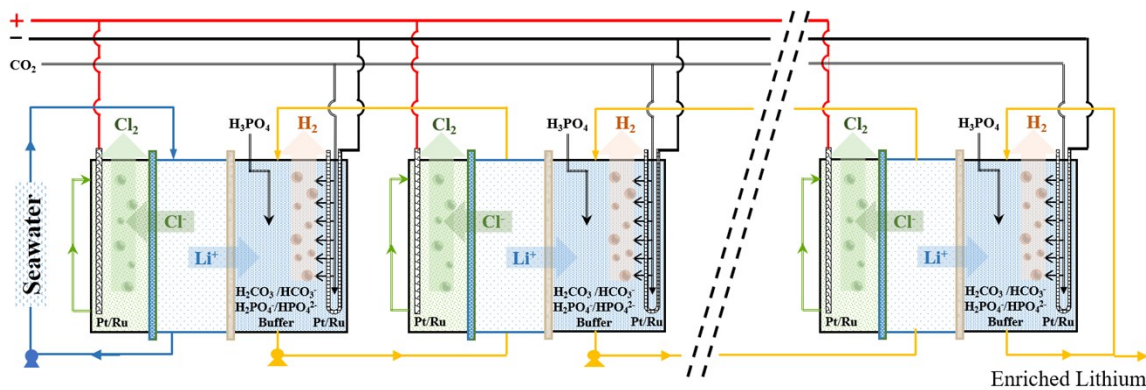 +
−
CO₂
Seawater
Cl₂
H₃PO₄
H₂
Cl⁻
Li⁺
H₂CO₃ /HCO₃⁻
H₂PO₄⁻/HPO₄²⁻
Buffer
Pt/Ru
Pt/Ru
Cl₂
H₃PO₄
H₂
Cl⁻
Li⁺
H₂CO₃ /HCO₃⁻
H₂PO₄⁻/HPO₄²⁻
Buffer
Pt/Ru
Pt/Ru
Cl₂
H₃PO₄
H₂
Cl⁻
Li⁺
H₂CO₃ /HCO₃⁻
H₂PO₄⁻/HPO₄²⁻
Buffer
Pt/Ru
Pt/Ru
Enriched Lithium